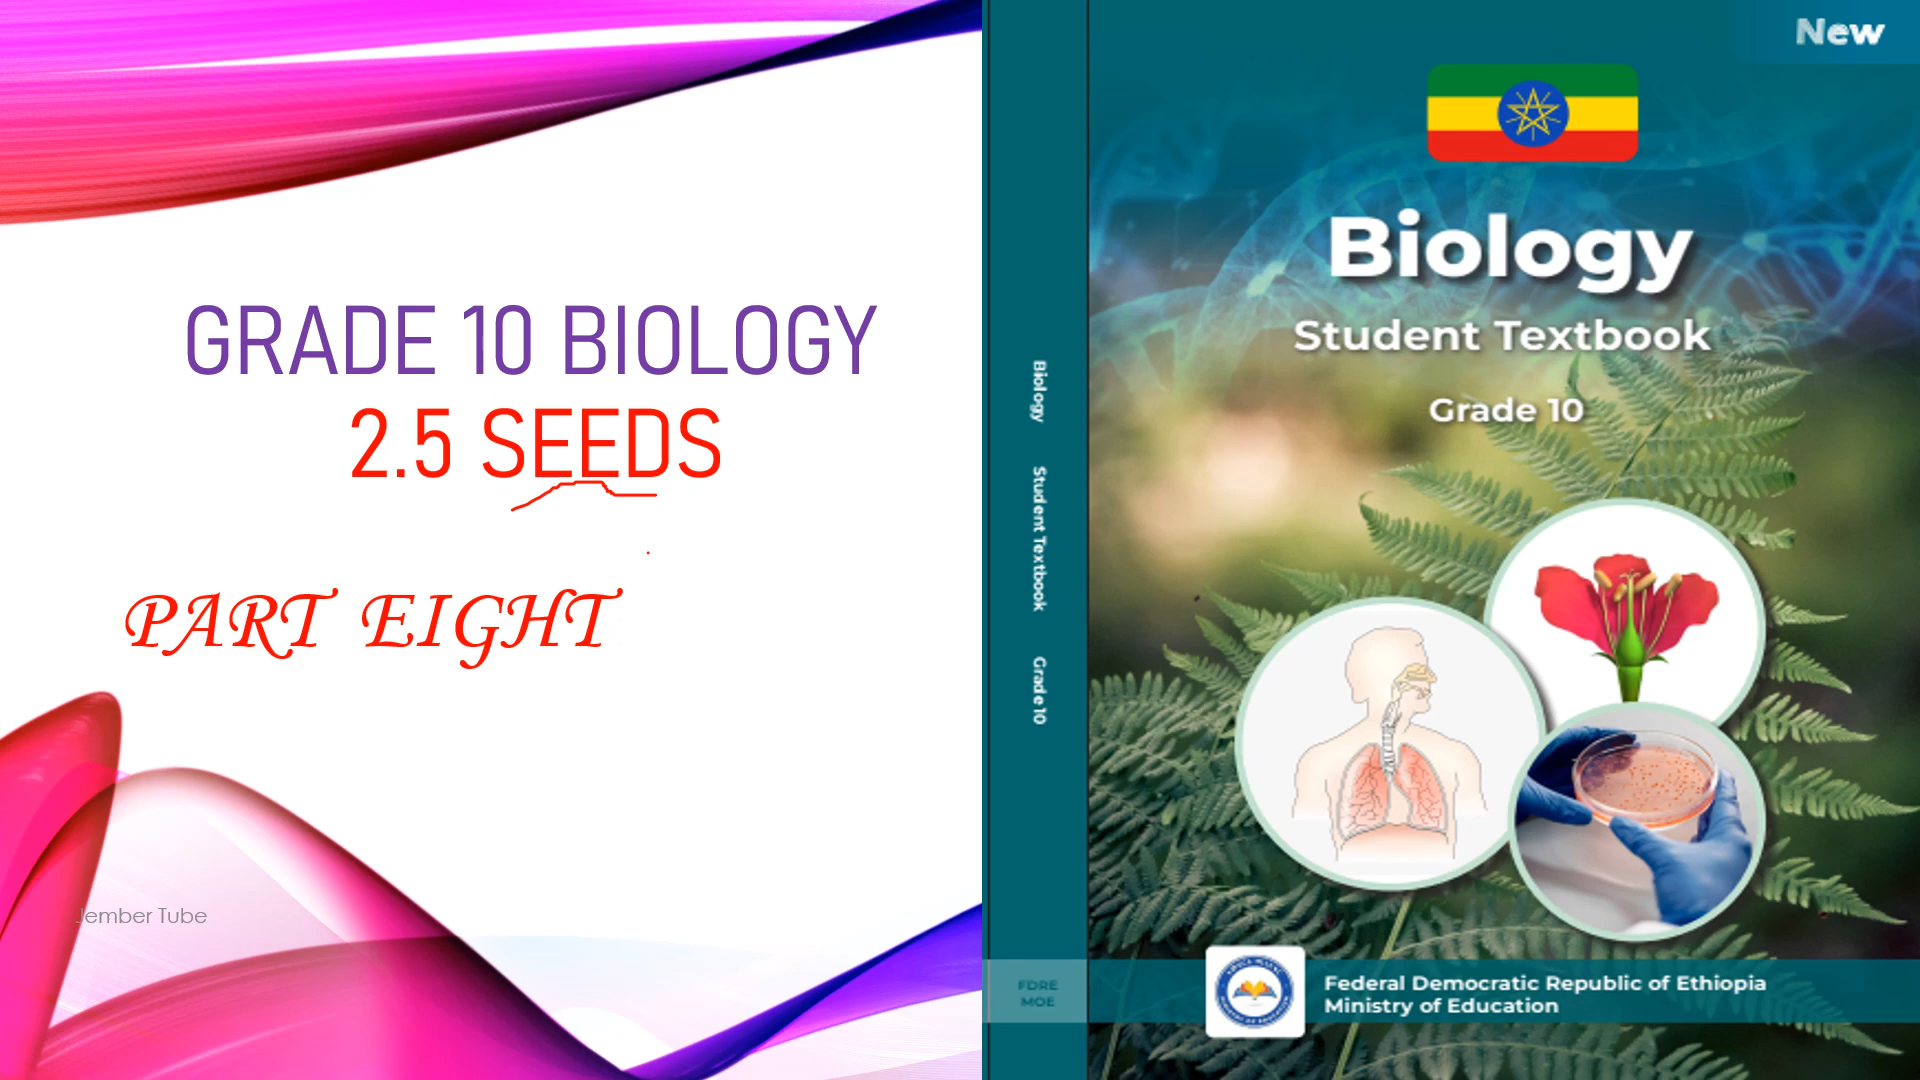 GRADE 10 BIOLOGY
2.5 SEEDS
PART EIGHT
Jember Tube
Biology Student Textbook Grade 10
FDRE
MOE
New
Biology
Student Textbook
Grade 10
Federal Democratic Republic of Ethiopia
Ministry of Education